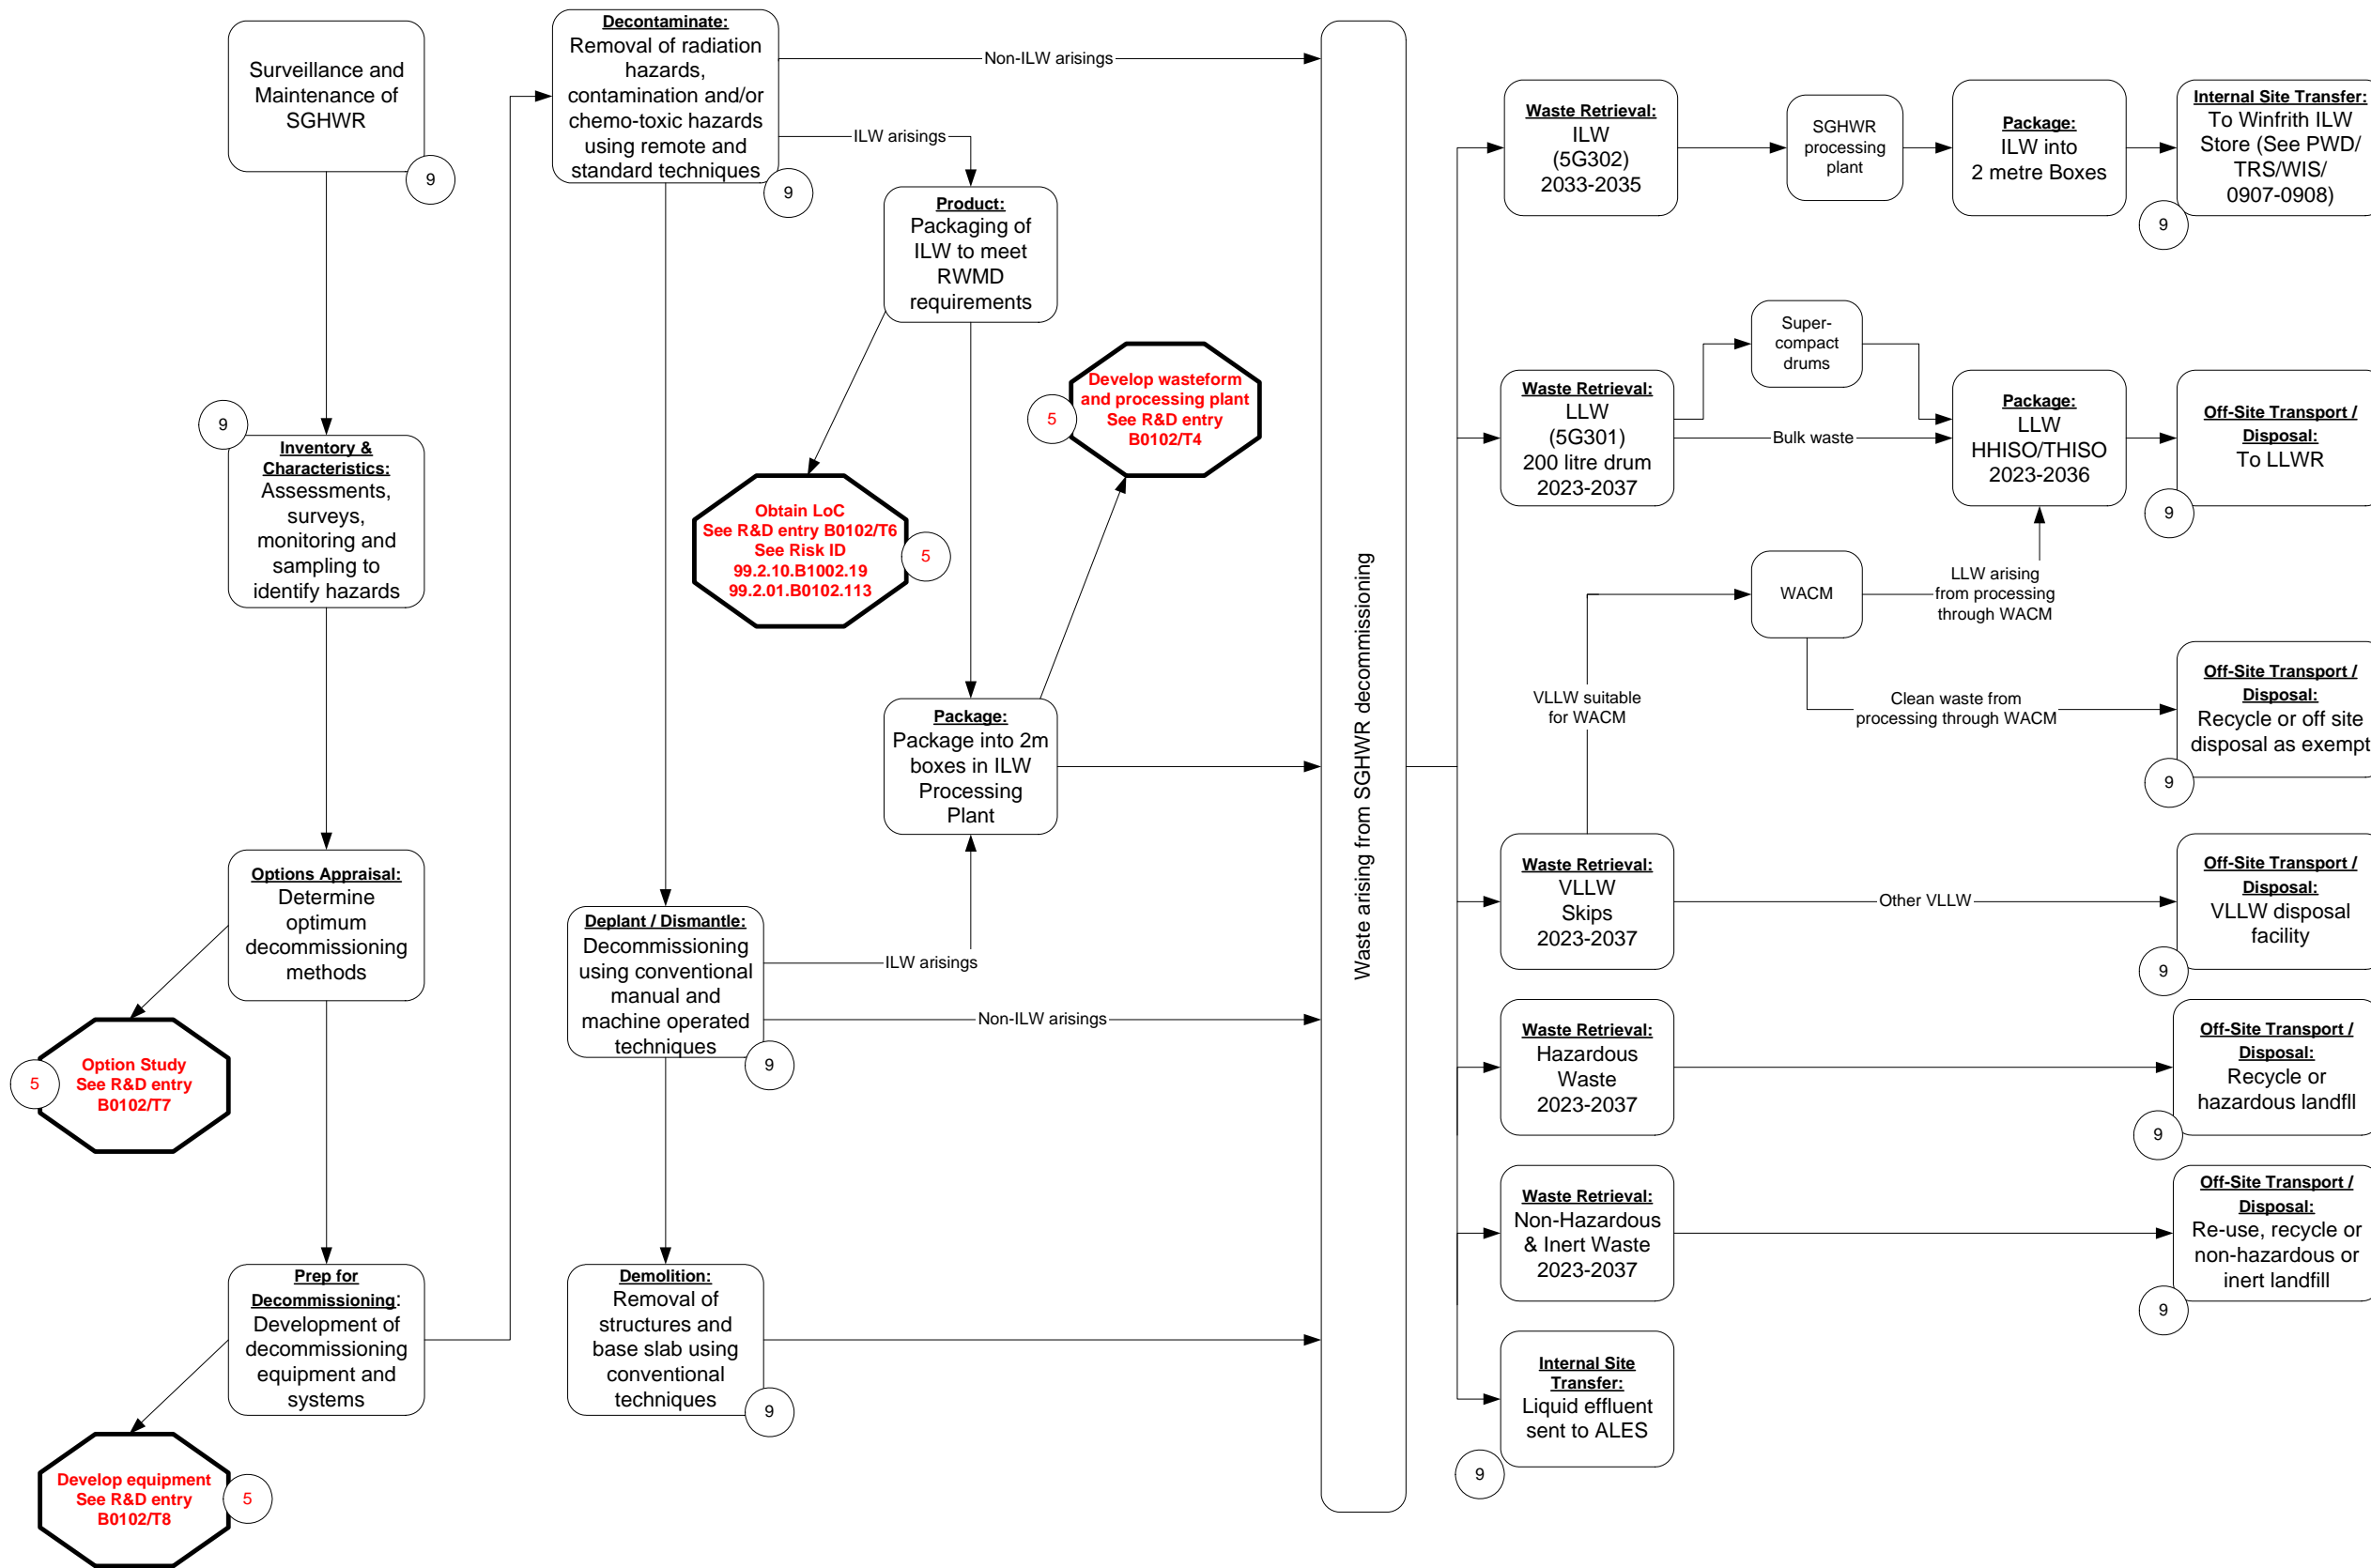 Surveillance and
Maintenance of
SGHWR
9
9
Inventory &
Characteristics:
Assessments,
surveys,
monitoring and
sampling to
identify hazards
Options Appraisal:
Determine
optimum
decommissioning
methods
Option Study
See R&D entry
B0102/T7
5
Prep for
Decommissioning:
Development of
decommissioning
equipment and
systems
Develop equipment
See R&D entry
B0102/T8
5
Decontaminate:
Removal of radiation
hazards,
contamination and/or
chemo-toxic hazards
using remote and
standard techniques
9
Non-ILW arisings
ILW arisings
Product:
Packaging of
ILW to meet
RWMD
requirements
Obtain LoC
See R&D entry B0102/T6
See Risk ID
99.2.10.B1002.19
99.2.01.B0102.113
5
Develop wasteform
and processing plant
See R&D entry
B0102/T4
5
Package:
Package into 2m
boxes in ILW
Processing
Plant
Deplant / Dismantle:
Decommissioning
using conventional
manual and
machine operated
techniques
9
ILW arisings
Non-ILW arisings
Demolition:
Removal of
structures and
base slab using
conventional
techniques
9
Waste arising from SGHWR decommissioning
Waste Retrieval:
ILW
(5G302)
2033-2035
SGHWR
processing
plant
Package:
ILW into
2 metre Boxes
Internal Site Transfer:
To Winfrith ILW
Store (See PWD/
TRS/WIS/
0907-0908)
9
Waste Retrieval:
LLW
(5G301)
200 litre drum
2023-2037
Super-
compact
drums
Bulk waste
Package:
LLW
HHISO/THISO
2023-2036
Off-Site Transport /
Disposal:
To LLWR
9
WACM
LLW arising
from processing
through WACM
VLLW suitable
for WACM
Clean waste from
processing through WACM
Off-Site Transport /
Disposal:
Recycle or off site
disposal as exempt
9
Waste Retrieval:
VLLW
Skips
2023-2037
Other VLLW
Off-Site Transport /
Disposal:
VLLW disposal
facility
9
Waste Retrieval:
Hazardous
Waste
2023-2037
Off-Site Transport /
Disposal:
Recycle or
hazardous landfll
9
Waste Retrieval:
Non-Hazardous
& Inert Waste
2023-2037
Off-Site Transport /
Disposal:
Re-use, recycle or
non-hazardous or
inert landfill
9
Internal Site
Transfer:
Liquid effluent
sent to ALES
9